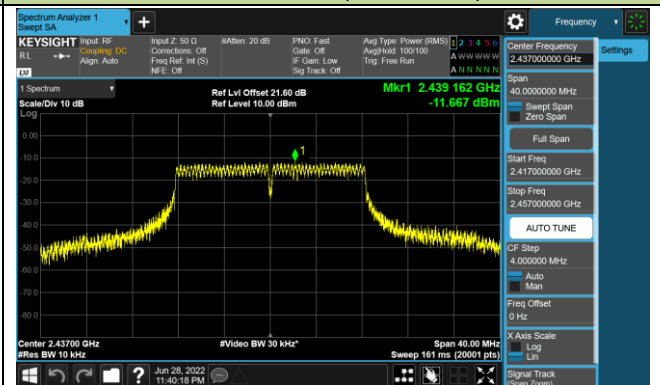 Spectrum Analyzer 1
Swept SA
Frequency
KEYSIGHT
Input: RF
Coupling: DC
Align: Auto
Input Z: 50 Ω
Corrections: Off
Freq Ref: Int (S)
NFE: Off
#Atten: 20 dB
PNO: Fast
Gate: Off
IF Gain: Low
Sig Track: Off
Avg Type: Power (RMS)
Avg|Hold: 100/100
Trig: Free Run
1 2 3 4 5 6
A W W W W W
A N N N N N
RL
LXI
1 Spectrum
Scale/Div 10 dB
Log
Ref Lvl Offset 21.60 dB
Ref Level 10.00 dBm
Mkr1 2.439 162 GHz
-11.667 dBm
1
0.00
-10.0
-20.0
-30.0
-40.0
-50.0
-60.0
-70.0
-80.0
Center 2.43700 GHz
#Res BW 10 kHz
#Video BW 30 kHz*
Span 40.00 MHz
Sweep 161 ms (20001 pts)
Jun 28, 2022
11:40:18 PM
?
Center Frequency
2.437000000 GHz
Settings
Span
40.0000000 MHz
Swept Span
Zero Span
Full Span
Start Freq
2.417000000 GHz
Stop Freq
2.457000000 GHz
AUTO TUNE
CF Step
4.000000 MHz
Auto
Man
Freq Offset
0 Hz
X Axis Scale
Log
Lin
Signal Track
(Span Zoom)